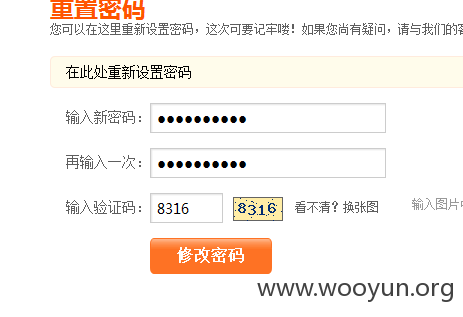 重置密码
您可以在这里重新设置密码，这次可要记牢喽！如果您尚有疑问，请与我们的客
在此处重新设置密码
输入新密码：●●●●●●●●●●
再输入一次：●●●●●●●●●●
输入验证码：8316 8316 看不清？换张图 输入图片中
修改密码
www.wooyun.org